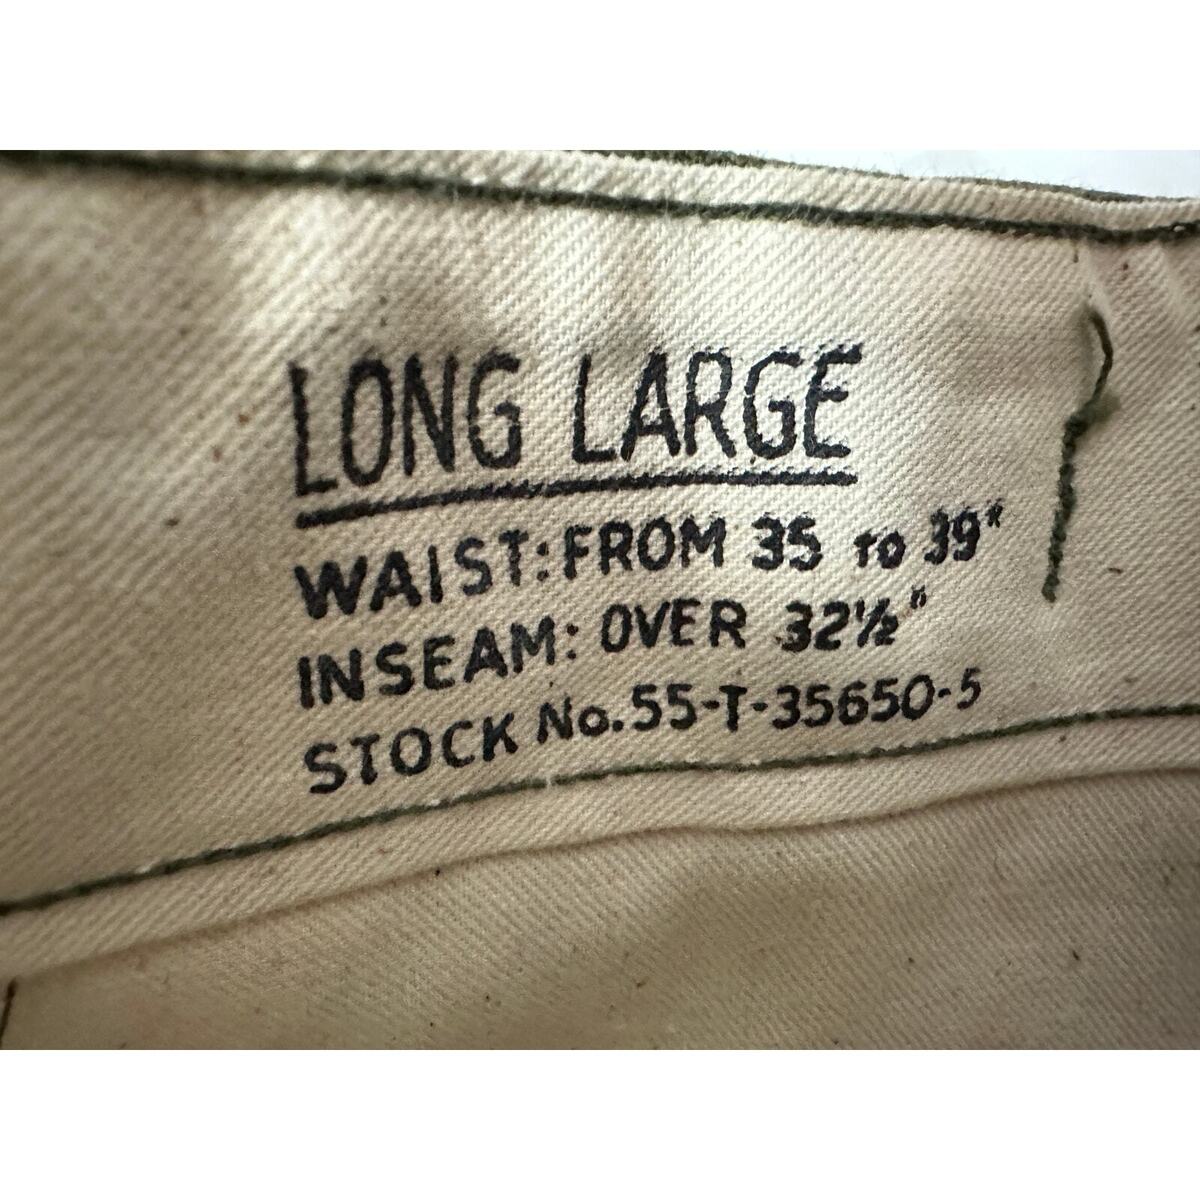 LONG LARGE
WAIST: FROM 35 TO 39"
INSEAM: OVER 32½"
STOCK No. 55-T-35650-5